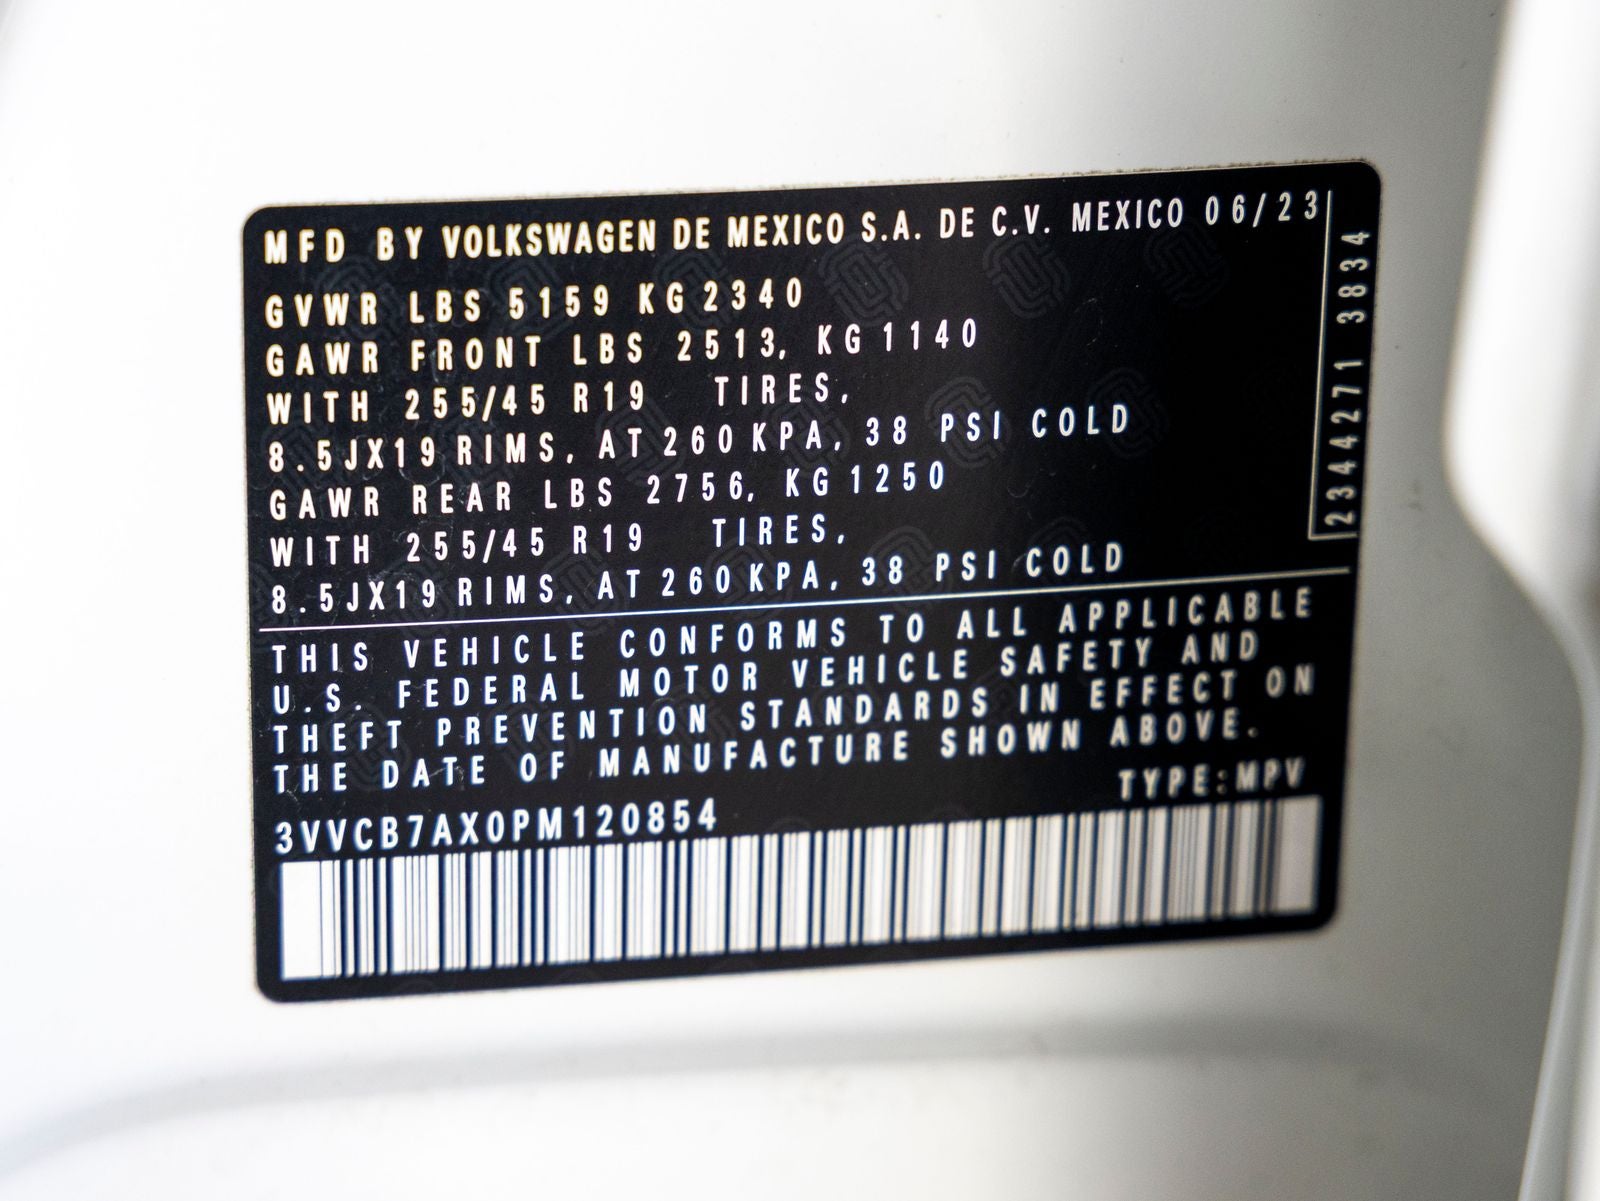 MFD BY VOLKSWAGEN DE MEXICO S.A. DE C.V. MEXICO 06/23
GVWR LBS 5159 KG 2340
GAWR FRONT LBS 2513, KG 1140
WITH 255/45 R19 TIRES,
8.5JX19 RIMS, AT 260 KPA, 38 PSI COLD
GAWR REAR LBS 2756, KG 1250
WITH 255/45 R19 TIRES,
8.5JX19 RIMS, AT 260 KPA, 38 PSI COLD
2344271 3834
THIS VEHICLE CONFORMS TO ALL APPLICABLE
U.S. FEDERAL MOTOR VEHICLE SAFETY AND
THEFT PREVENTION STANDARDS IN EFFECT ON
THE DATE OF MANUFACTURE SHOWN ABOVE.
TYPE:MPV
3VVCB7AX0PM120854